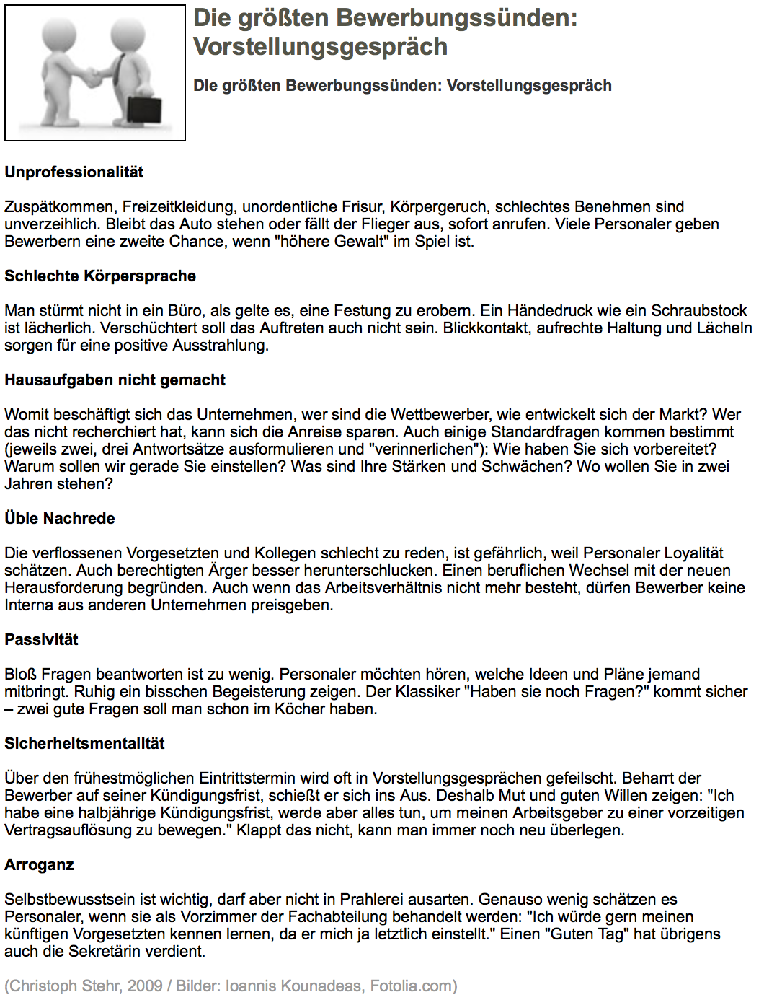 Die größten Bewerbungssünden:
Vorstellungsgespräch
Die größten Bewerbungssünden: Vorstellungsgespräch
Unprofessionalität
Zuspätkommen, Freizeitkleidung, unordentliche Frisur, Körpergeruch, schlechtes Benehmen sind
unverzeihlich. Bleibt das Auto stehen oder fällt der Flieger aus, sofort anrufen. Viele Personaler geben
Bewerbern eine zweite Chance, wenn "höhere Gewalt" im Spiel ist.
Schlechte Körpersprache
Man stürmt nicht in ein Büro, als gelte es, eine Festung zu erobern. Ein Händedruck wie ein Schraubstock
ist lächerlich. Verschüchtert soll das Auftreten auch nicht sein. Blickkontakt, aufrechte Haltung und Lächeln
sorgen für eine positive Ausstrahlung.
Hausaufgaben nicht gemacht
Womit beschäftigt sich das Unternehmen, wer sind die Wettbewerber, wie entwickelt sich der Markt? Wer
das nicht recherchiert hat, kann sich die Anreise sparen. Auch einige Standardfragen kommen bestimmt
(jeweils zwei, drei Antwortsätze ausformulieren und "verinnerlichen"): Wie haben Sie sich vorbereitet?
Warum sollen wir gerade Sie einstellen? Was sind Ihre Stärken und Schwächen? Wo wollen Sie in zwei
Jahren stehen?
Üble Nachrede
Die verflossenen Vorgesetzten und Kollegen schlecht zu reden, ist gefährlich, weil Personaler Loyalität
schätzen. Auch berechtigten Ärger besser herunterschlucken. Einen beruflichen Wechsel mit der neuen
Herausforderung begründen. Auch wenn das Arbeitsverhältnis nicht mehr besteht, dürfen Bewerber keine
Interna aus anderen Unternehmen preisgeben.
Passivität
Bloß Fragen beantworten ist zu wenig. Personaler möchten hören, welche Ideen und Pläne jemand
mitbringt. Ruhig ein bisschen Begeisterung zeigen. Der Klassiker "Haben sie noch Fragen?" kommt sicher
– zwei gute Fragen soll man schon im Köcher haben.
Sicherheitsmentalität
Über den frühestmöglichen Eintrittstermin wird oft in Vorstellungsgesprächen gefeilscht. Beharrt der
Bewerber auf seiner Kündigungsfrist, schießt er sich ins Aus. Deshalb Mut und guten Willen zeigen: "Ich
habe eine halbjährige Kündigungsfrist, werde aber alles tun, um meinen Arbeitsgeber zu einer vorzeitigen
Vertragsauflösung zu bewegen." Klappt das nicht, kann man immer noch neu überlegen.
Arroganz
Selbstbewusstsein ist wichtig, darf aber nicht in Prahlerei ausarten. Genauso wenig schätzen es
Personaler, wenn sie als Vorzimmer der Fachabteilung behandelt werden: "Ich würde gern meinen
künftigen Vorgesetzten kennen lernen, da er mich ja letztlich einstellt." Einen "Guten Tag" hat übrigens
auch die Sekretärin verdient.
(Christoph Stehr, 2009 / Bilder: Ioannis Kounadeas, Fotolia.com)